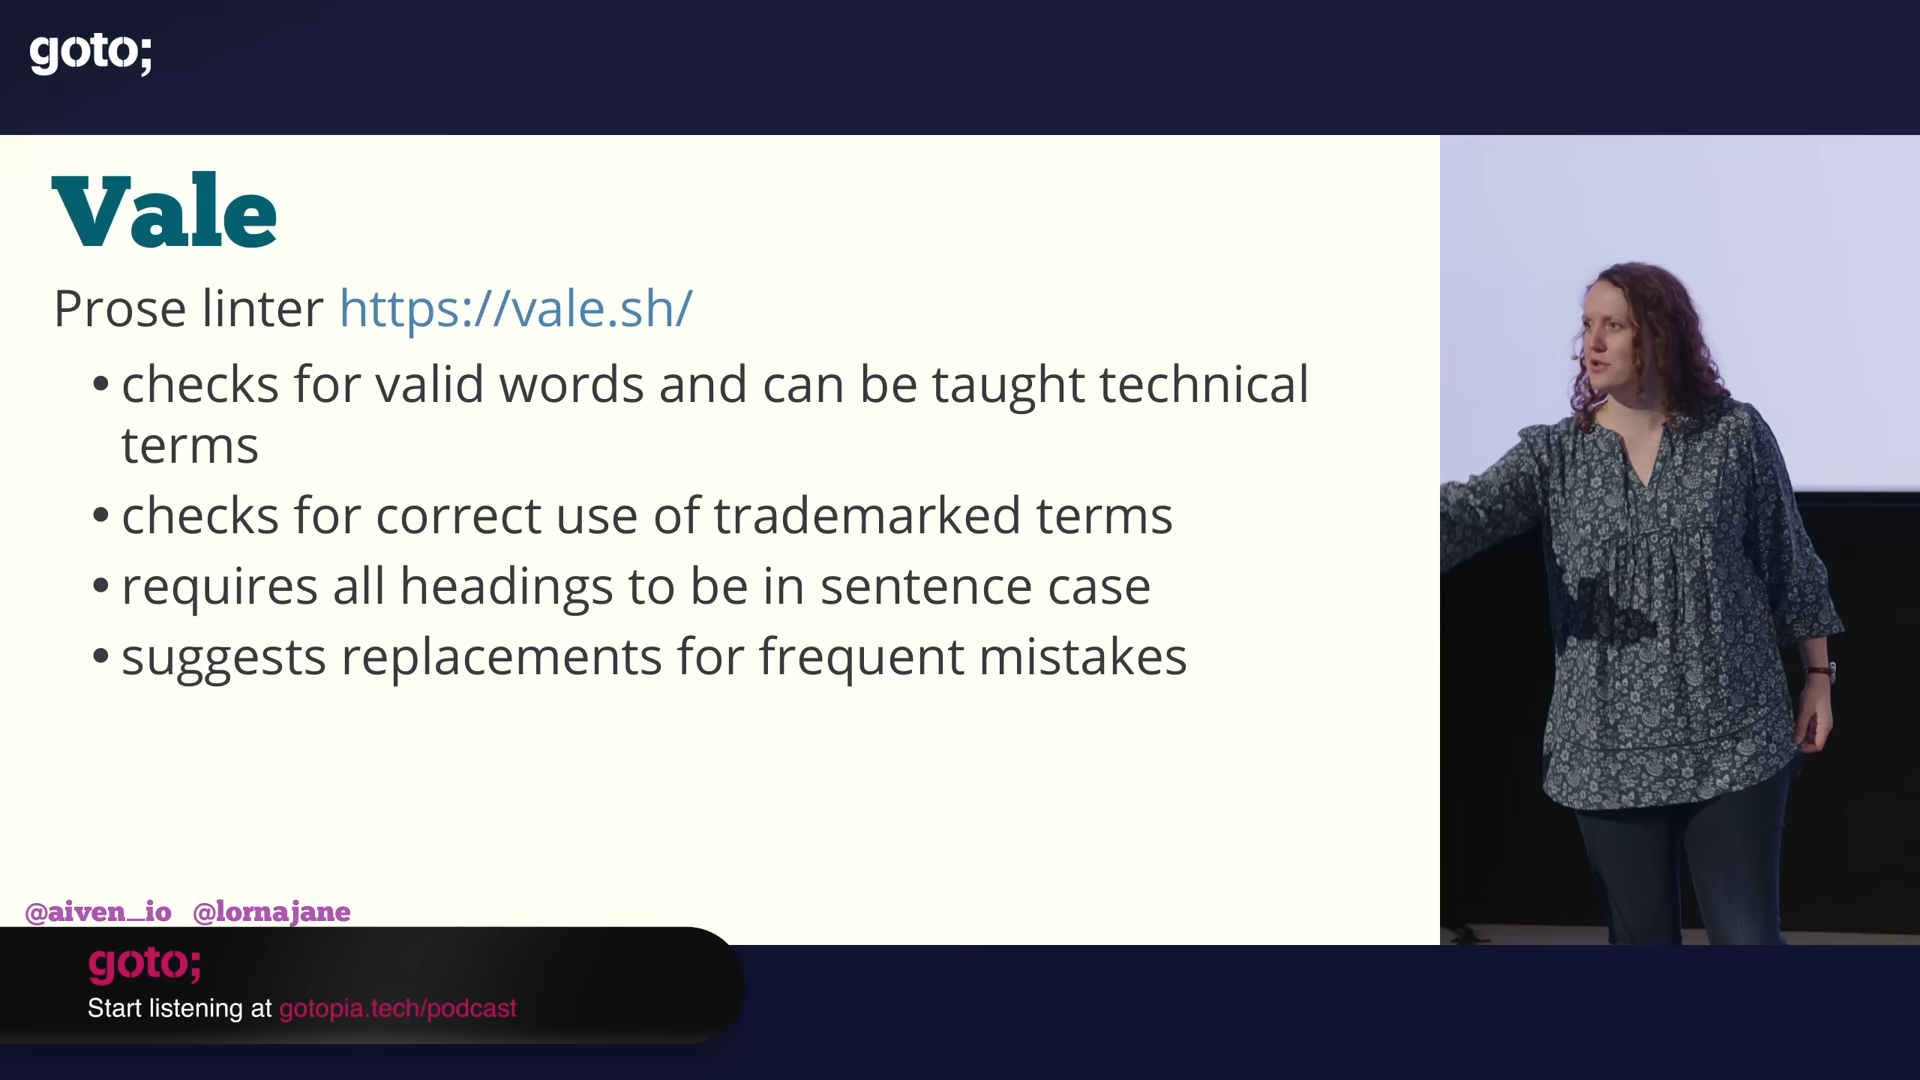 goto;
Vale
Prose linter https://vale.sh/
• checks for valid words and can be taught technical
terms
• checks for correct use of trademarked terms
• requires all headings to be in sentence case
• suggests replacements for frequent mistakes
@aiven_io @lornajane
goto;
Start listening at gotopia.tech/podcast